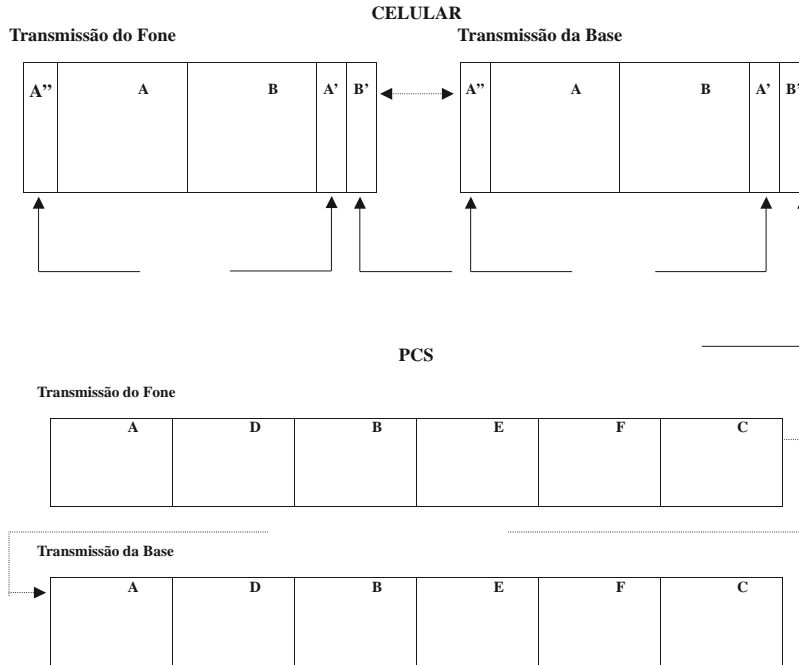 CELULAR
Transmissão do Fone Transmissão da Base
A” A B A’ B’ A” A B A’ B’
PCS
Transmissão do Fone
A D B E F C
Transmissão da Base
A D B E F C